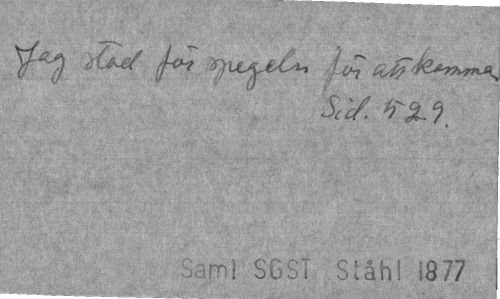 Jag stod för spegeln för att kamma
Sid. 529.
Saml SGST Ståhl 1877